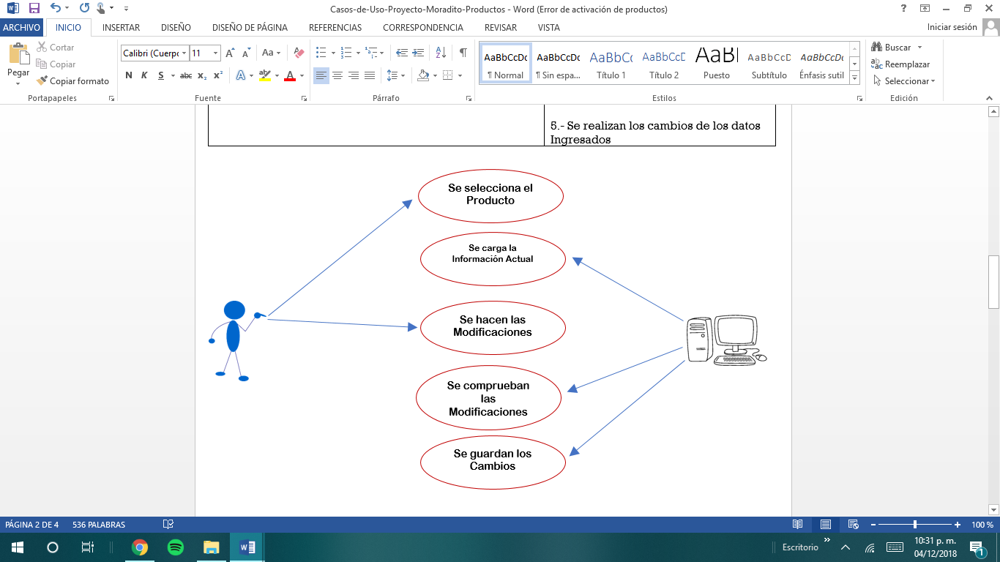 Casos-de-Uso-Proyecto-Moradito-Productos - Word (Error de activación de productos)
ARCHIVO INICIO INSERTAR DISEÑO DISEÑO DE PÁGINA REFERENCIAS CORRESPONDENCIA REVISAR VISTA Iniciar sesión
Pegar
Cortar
Copiar
Copiar formato
Portapapeles
Calibri (Cuerpo 11
N K S abc x₂ x²
Fuente
Párrafo
AaBbCcDc AaBbCcDc AaBbCc AaBbCcD AaB AaBbCcD AaBbCcDc
¶ Normal ¶ Sin espa... Título 1 Título 2 Puesto Subtítulo Énfasis sutil
Estilos
Buscar
Reemplazar
Seleccionar
Edición
5.- Se realizan los cambios de los datos
Ingresados
Se selecciona el
Producto
Se carga la
Información Actual
Se hacen las
Modificaciones
Se comprueban
las
Modificaciones
Se guardan los
Cambios
PÁGINA 2 DE 4 536 PALABRAS 100 %
Escritorio
10:31 p. m.
04/12/2018
1